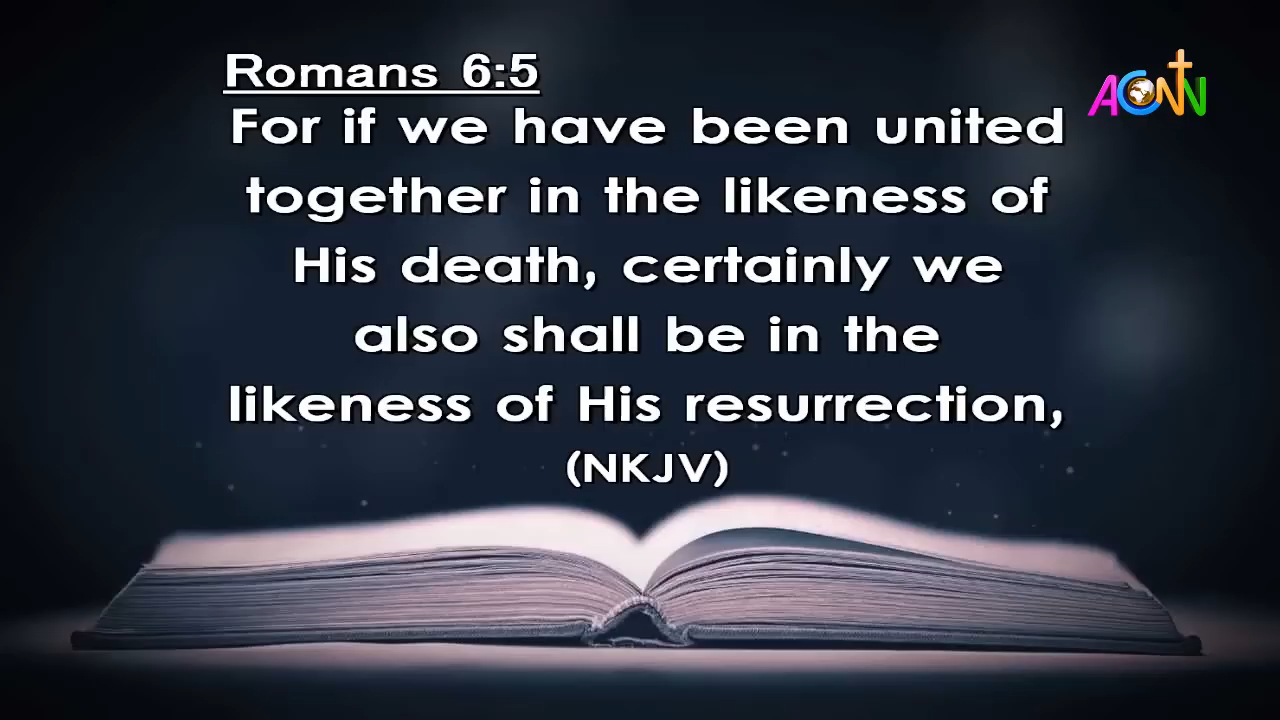 Romans 6:5
ACNN
For if we have been united
together in the likeness of
His death, certainly we
also shall be in the
likeness of His resurrection,
(NKJV)